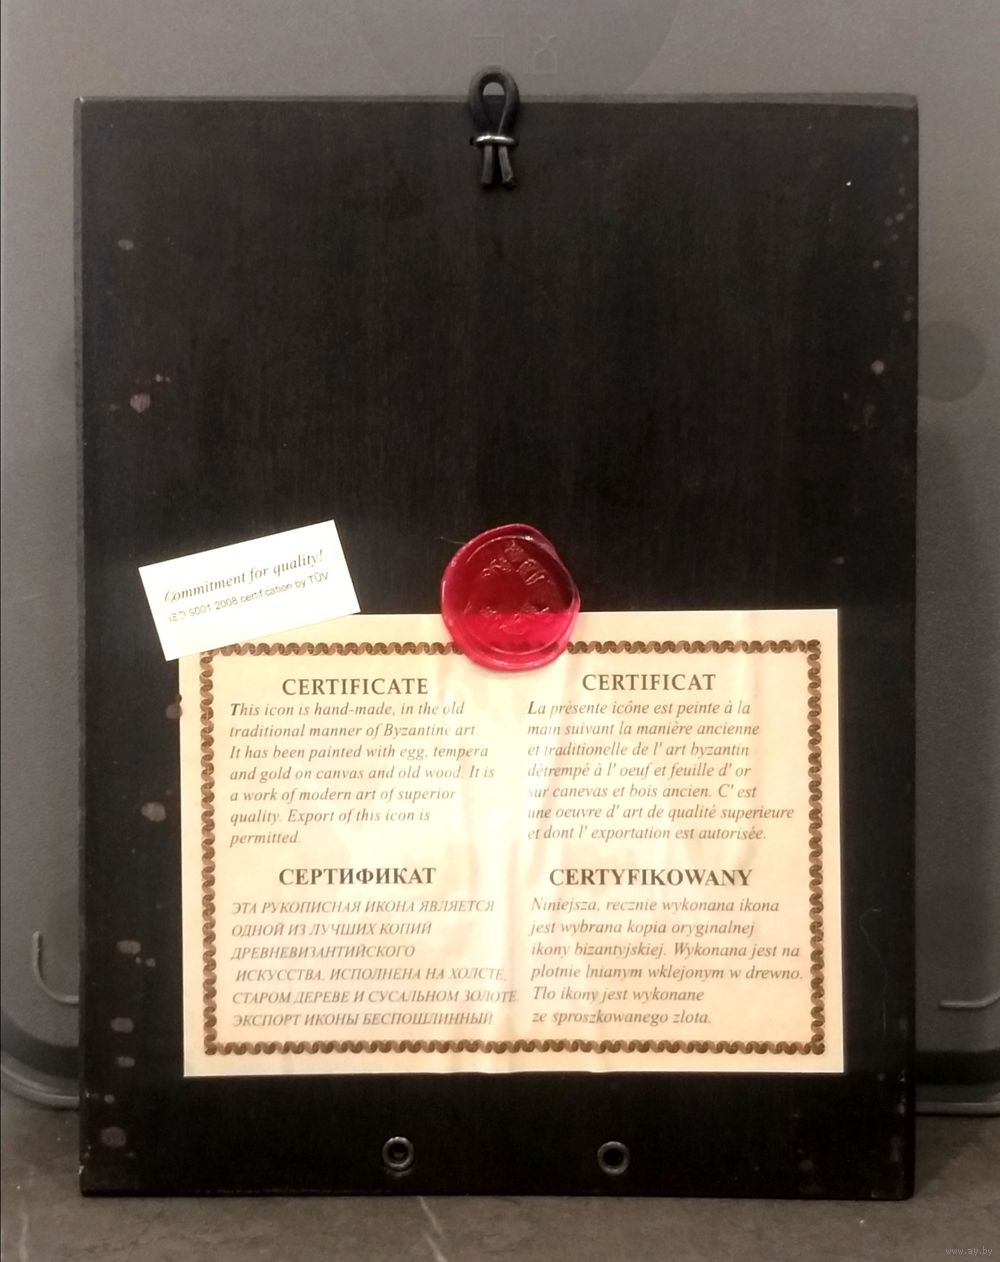 Commitment for quality!
ISO 9001 2008 certification by TÜV
CERTIFICATE
This icon is hand-made, in the old
traditional manner of Byzantine art.
It has been painted with egg, tempera
and gold on canvas and old wood. It is
a work of modern art of superior
quality. Export of this icon is
permitted.
CERTIFICAT
La présente icône est peinte à la
main suivant la manière ancienne
et traditionelle de l' art byzantin
détrempé à l' oeuf et feuille d' or
sur canevas et bois ancien. C' est
une oeuvre d' art de qualité superieure
et dont l' exportation est autorisée.
СЕРТИФИКАТ
ЭТА РУКОПИСНАЯ ИКОНА ЯВЛЯЕТСЯ
ОДНОЙ ИЗ ЛУЧШИХ КОПИЙ
ДРЕВНЕВИЗАНТИЙСКОГО
ИСКУССТВА, ИСПОЛНЕНА НА ХОЛСТЕ,
СТАРОМ ДЕРЕВЕ И СУСАЛЬНОМ ЗОЛОТЕ.
ЭКСПОРТ ИКОНЫ БЕСПОШЛИННЫЙ
CERTYFIKOWANY
Niniejsza, recznie wykonana ikona
jest wybrana kopia oryginalnej
ikony bizantyjskiej. Wykonana jest na
plotnie lnianym wklejonym w drewno.
Tlo ikony jest wykonane
ze sproszkowanego zlota.
www.ay.by